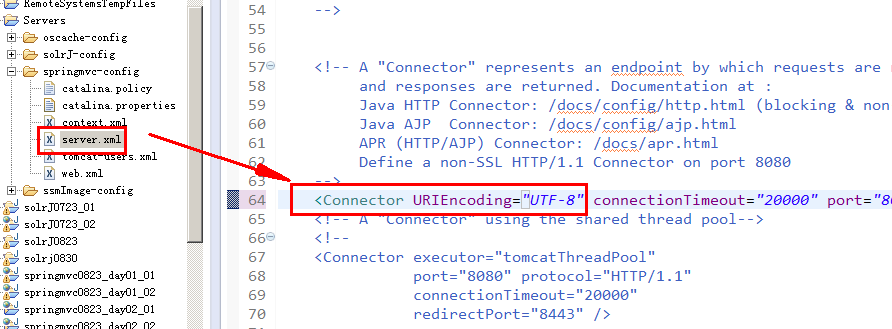 RemoteSystemsTempFiles
Servers
oscache-config
solrJ-config
springmvc-config
catalina.policy
catalina.properties
context.xml
server.xml
tomcat-users.xml
web.xml
ssmImage-config
solrJ0723_01
solrJ0723_02
solrJ0823
solrj0830
springmvc0823_day01_01
springmvc0823_day01_02
springmvc0823_day02_01
springmvc0823_day02_02
54 -->
55
56
57 <!-- A "Connector" represents an endpoint by which requests are
58 and responses are returned. Documentation at :
59 Java HTTP Connector: /docs/config/http.html (blocking & non
60 Java AJP  Connector: /docs/config/ajp.html
61 APR (HTTP/AJP) Connector: /docs/apr.html
62 Define a non-SSL HTTP/1.1 Connector on port 8080
63 -->
64 <Connector URIEncoding="UTF-8" connectionTimeout="20000" port="80
65 <!-- A "Connector" using the shared thread pool-->
66 <!--
67 <Connector executor="tomcatThreadPool"
68 port="8080" protocol="HTTP/1.1"
69 connectionTimeout="20000"
70 redirectPort="8443" />